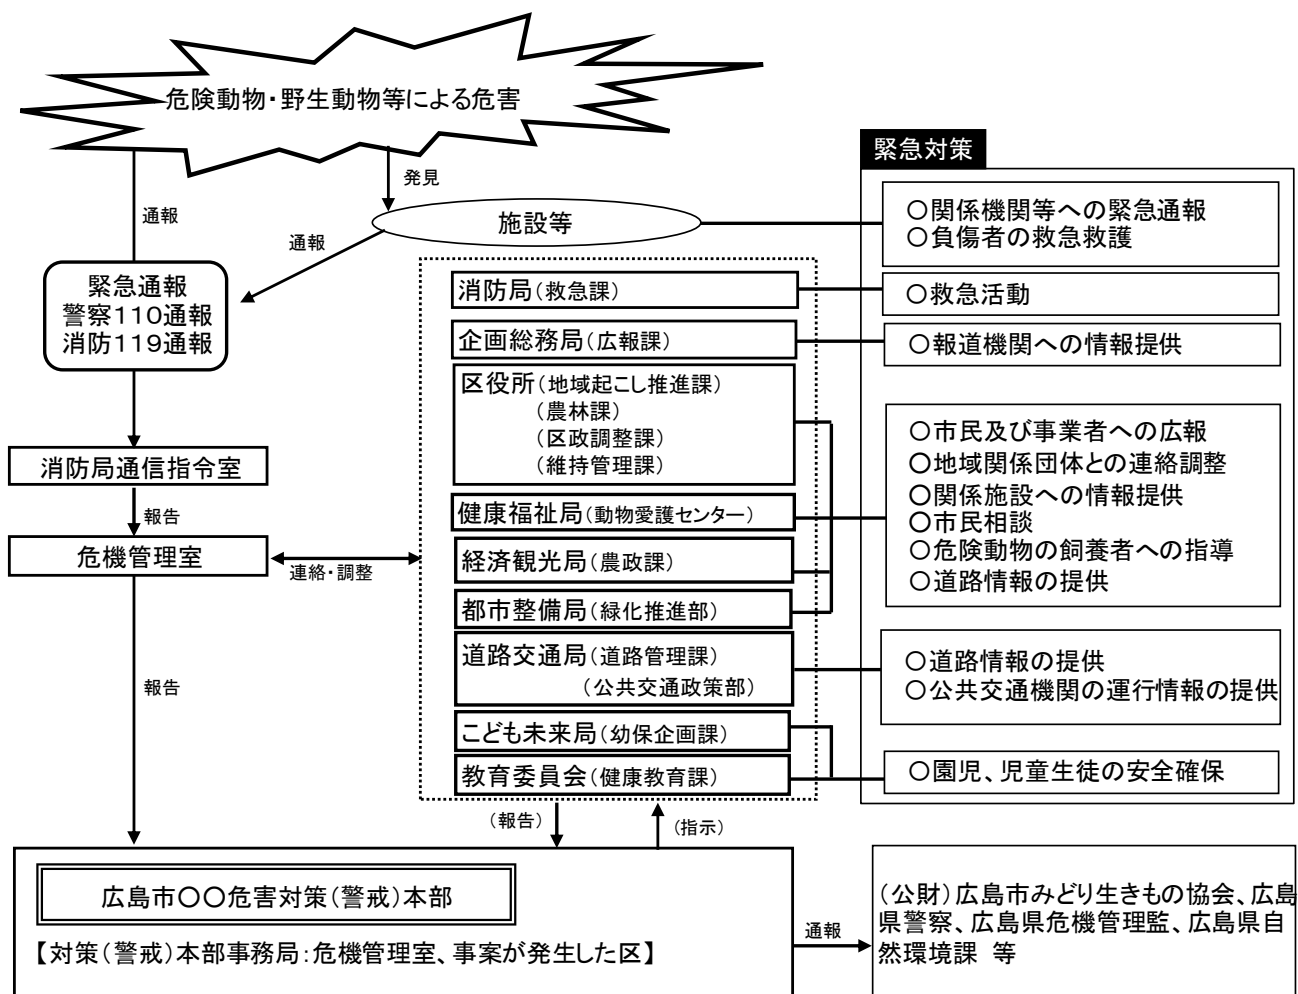 危険動物・野生動物等による危害
発見
通報
施設等
通報
緊急通報
警察110通報
消防119通報
消防局通信指令室
報告
危機管理室
連絡・調整
報告
消防局(救急課)
企画総務局(広報課)
区役所(地域起こし推進課)
(農林課)
(区政調整課)
(維持管理課)
健康福祉局(動物愛護センター)
経済観光局(農政課)
都市整備局(緑化推進部)
道路交通局(道路管理課)
(公共交通政策部)
こども未来局(幼保企画課)
教育委員会(健康教育課)
緊急対策
○関係機関等への緊急通報
○負傷者の救急救護
○救急活動
○報道機関への情報提供
○市民及び事業者への広報
○地域関係団体との連絡調整
○関係施設への情報提供
○市民相談
○危険動物の飼養者への指導
○道路情報の提供
○道路情報の提供
○公共交通機関の運行情報の提供
○園児、児童生徒の安全確保
(報告)
(指示)
広島市○○危害対策(警戒)本部
【対策(警戒)本部事務局:危機管理室、事案が発生した区】
通報
(公財)広島市みどり生きもの協会、広島
県警察、広島県危機管理監、広島県自
然環境課 等